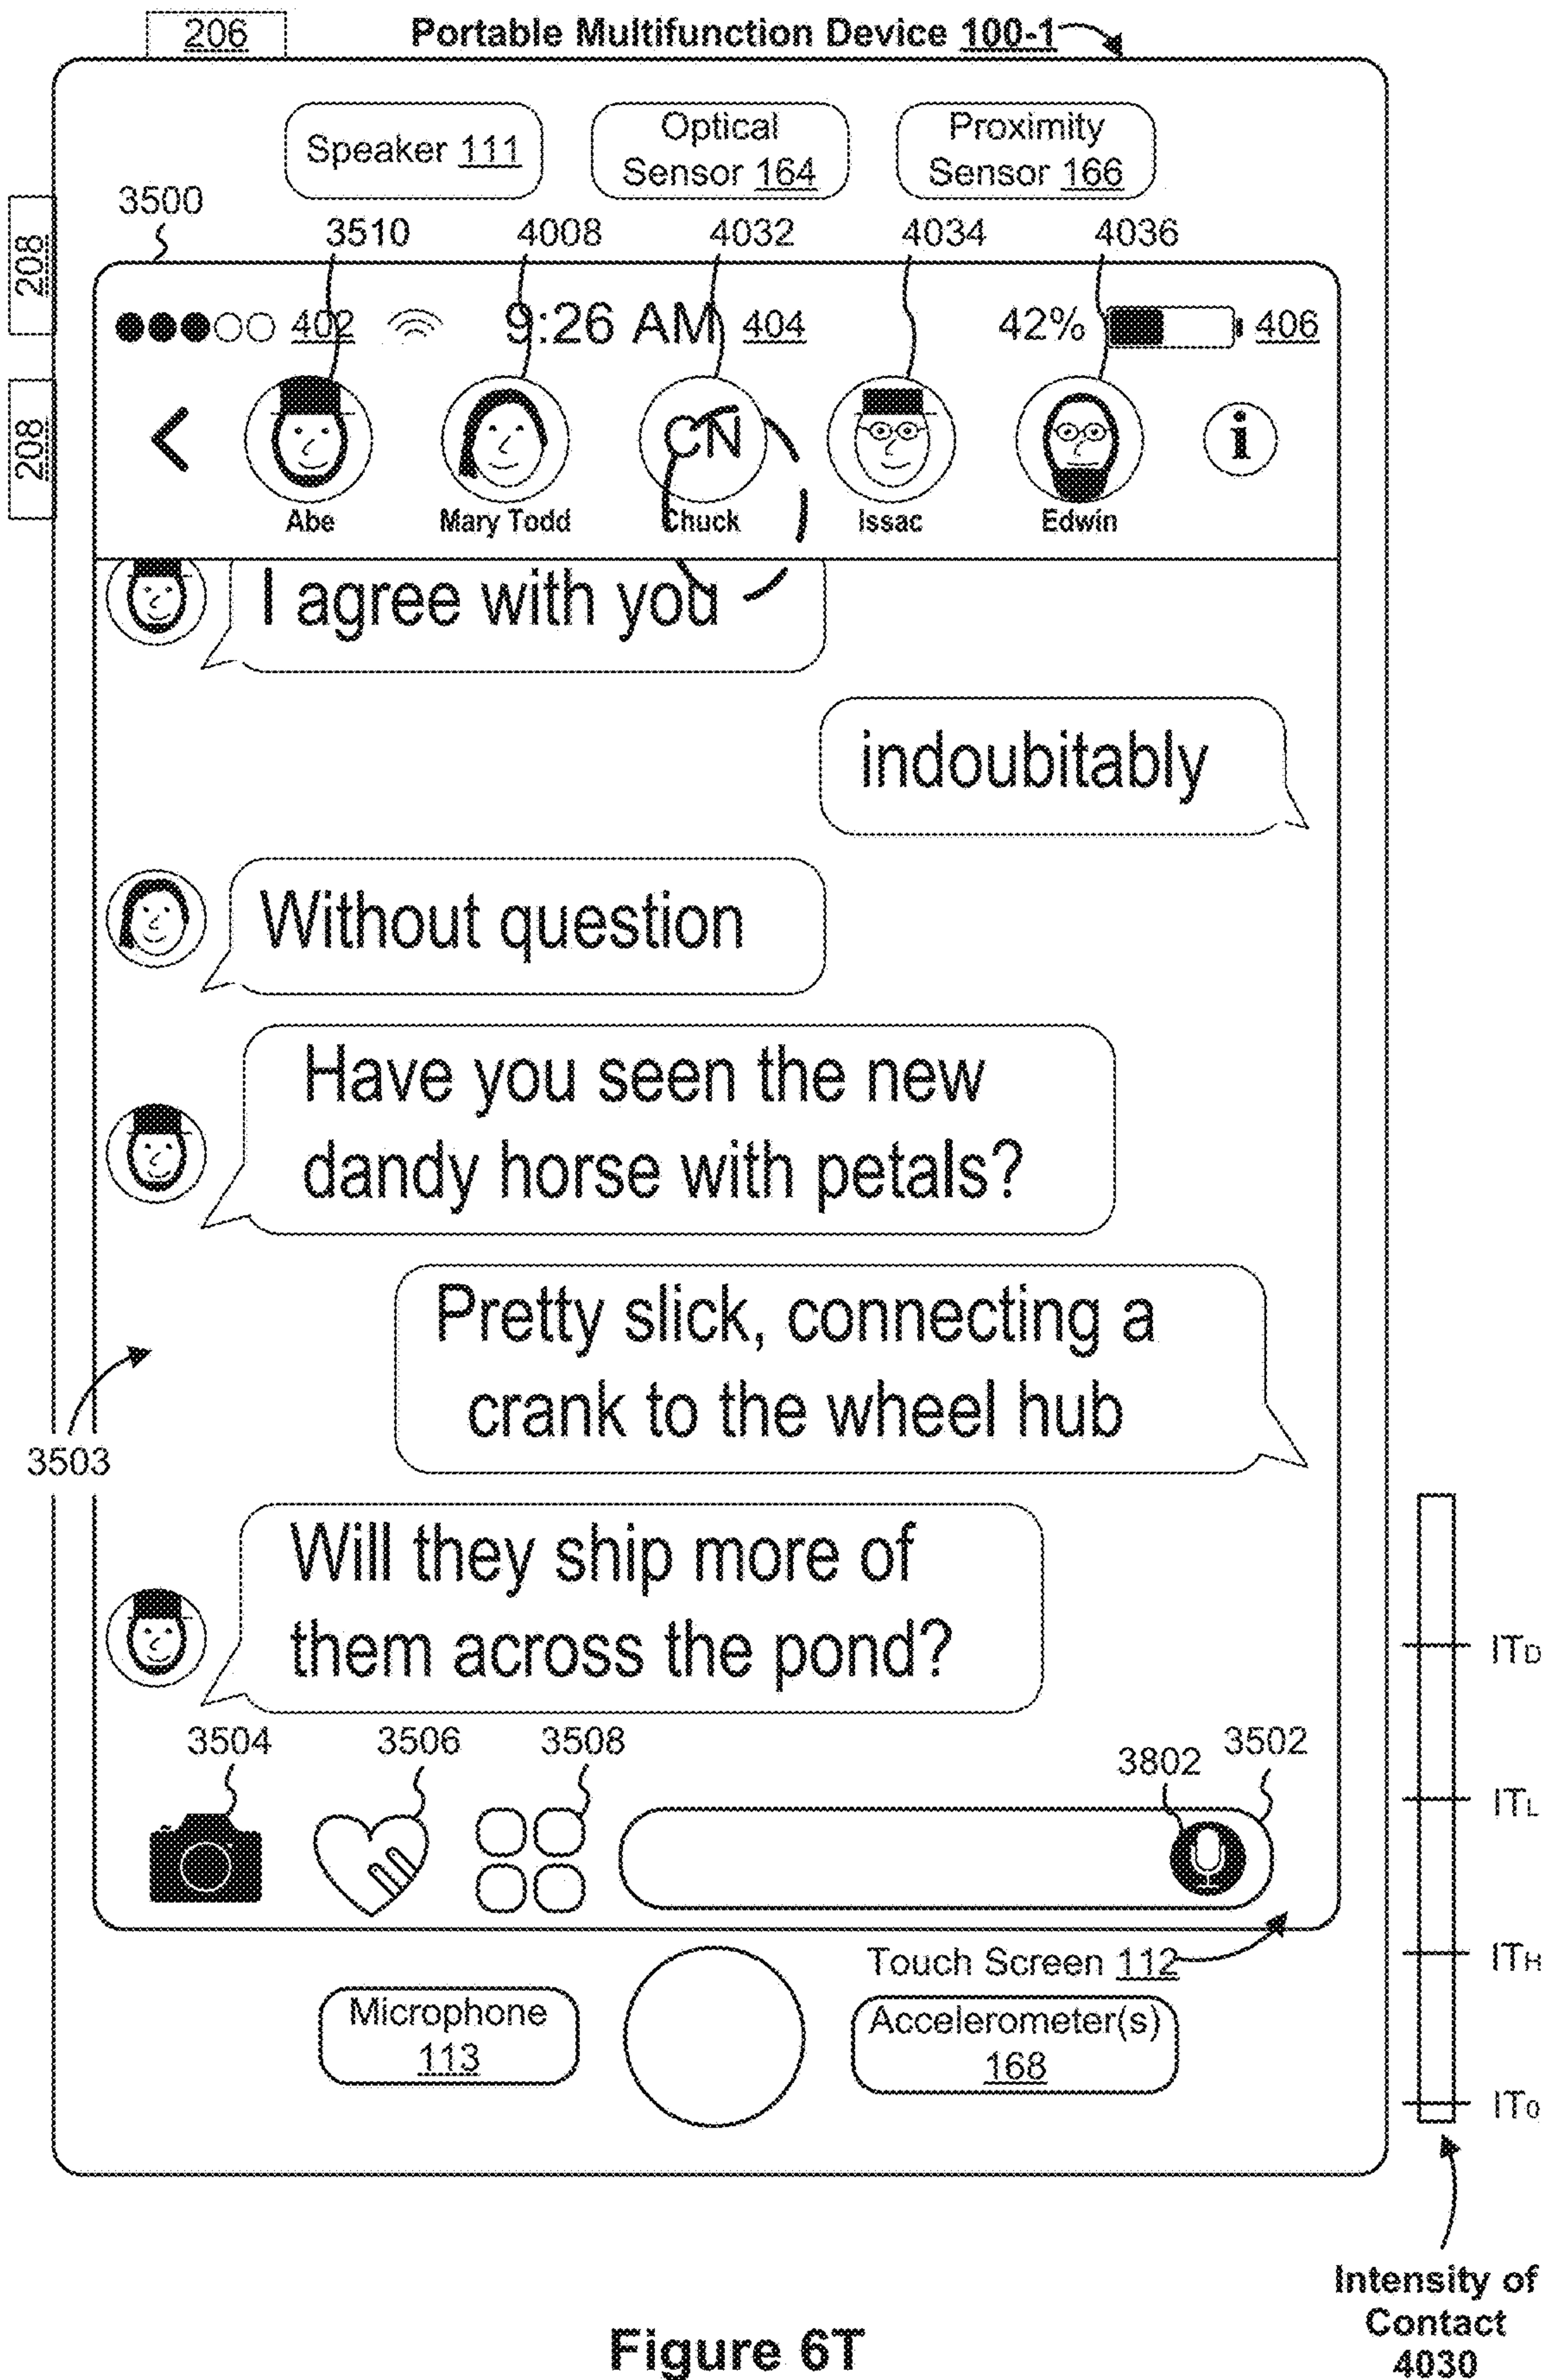 206
Portable Multifunction Device 100-1
Speaker 111
Optical
Sensor 164
Proximity
Sensor 166
3500
208
208
3510
4008
4032
4034
4036
402
9:26 AM
404
42%
406
CN
i
Abe
Mary Todd
Chuck
Issac
Edwin
I agree with you
indoubitably
Without question
Have you seen the new
dandy horse with petals?
Pretty slick, connecting a
crank to the wheel hub
3503
Will they ship more of
them across the pond?
3504
3506
3508
3802
3502
Touch Screen 112
Microphone
113
Accelerometer(s)
168
ITD
ITL
ITH
IT0
Intensity of
Contact
4030
Figure 6T